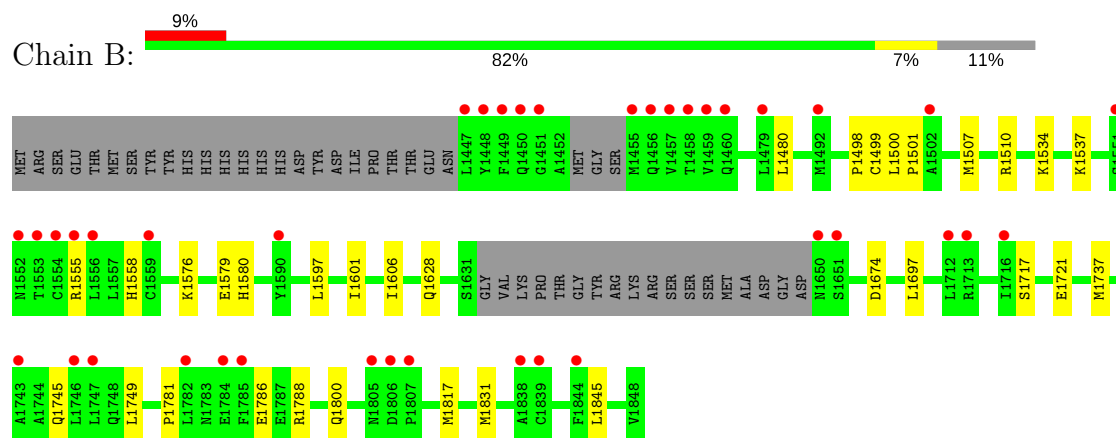 9%
Chain B:
82% 7% 11%
MET ARG SER GLU THR MET SER TYR TYR HIS HIS HIS HIS HIS HIS HIS ASP TYR ASP ILE PRO THR THR GLU ASN L1447 Y1448 F1449 Q1450 G1451 A1452 MET GLY SER M1455 Q1456 V1457 T1458 V1459 Q1460 L1479 L1480 M1492 P1498 C1499 L1500 P1501 A1502 M1507 R1510 K1534 K1537
N1552 T1553 C1554 R1555 L1556 L1557 H1558 C1559 K1576 E1579 H1580 Y1590 L1597 I1601 I1606 Q1628 S1631 GLY VAL LYS PRO THR GLY TYR ARG LYS ARG SER SER SER MET ALA ASP GLY ASP N1650 S1651 D1674 L1697 L1712 R1713 I1716 S1717 E1721 M1737
A1743 A1744 Q1745 L1746 L1747 Q1748 L1749 P1781 L1782 N1783 E1784 F1785 E1786 E1787 R1788 Q1800 N1805 D1806 P1807 M1817 M1831 A1838 C1839 F1844 L1845 V1848